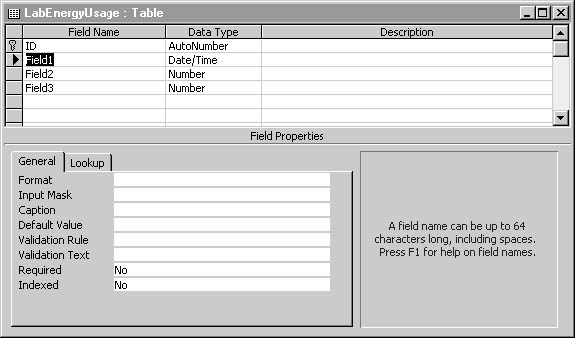 LabEnergyUsage : Table
Field Name Data Type Description
ID AutoNumber
Field1 Date/Time
Field2 Number
Field3 Number
Field Properties
General Lookup
Format
Input Mask
Caption
Default Value
Validation Rule
Validation Text
Required No
Indexed No
A field name can be up to 64
characters long, including spaces.
Press F1 for help on field names.